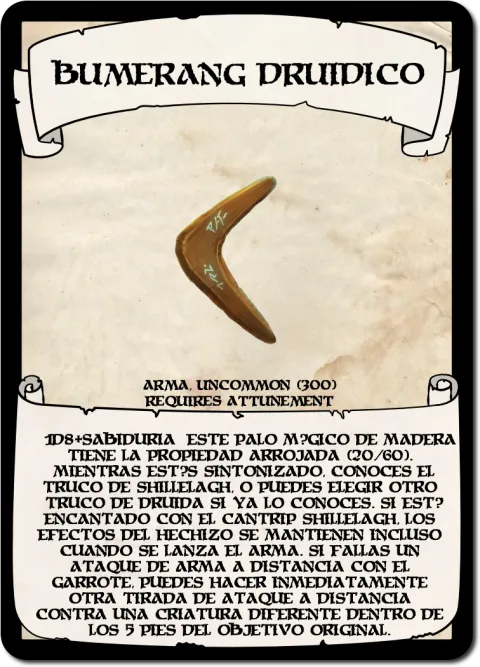 BUMERANG DRUIDICO
ARMA, UNCOMMON (300)
REQUIRES ATTUNEMENT
1D8+SABIDURIA ESTE PALO M?GICO DE MADERA
TIENE LA PROPIEDAD ARROJADA (20/60).
MIENTRAS EST?S SINTONIZADO, CONOCES EL
TRUCO DE SHILLELAGH, O PUEDES ELEGIR OTRO
TRUCO DE DRUIDA SI YA LO CONOCES. SI EST?
ENCANTADO CON EL CANTRIP SHILLELAGH, LOS
EFECTOS DEL HECHIZO SE MANTIENEN INCLUSO
CUANDO SE LANZA EL ARMA. SI FALLAS UN
ATAQUE DE ARMA A DISTANCIA CON EL
GARROTE, PUEDES HACER INMEDIATAMENTE
OTRA TIRADA DE ATAQUE A DISTANCIA
CONTRA UNA CRIATURA DIFERENTE DENTRO DE
LOS 5 PIES DEL OBJETIVO ORIGINAL.